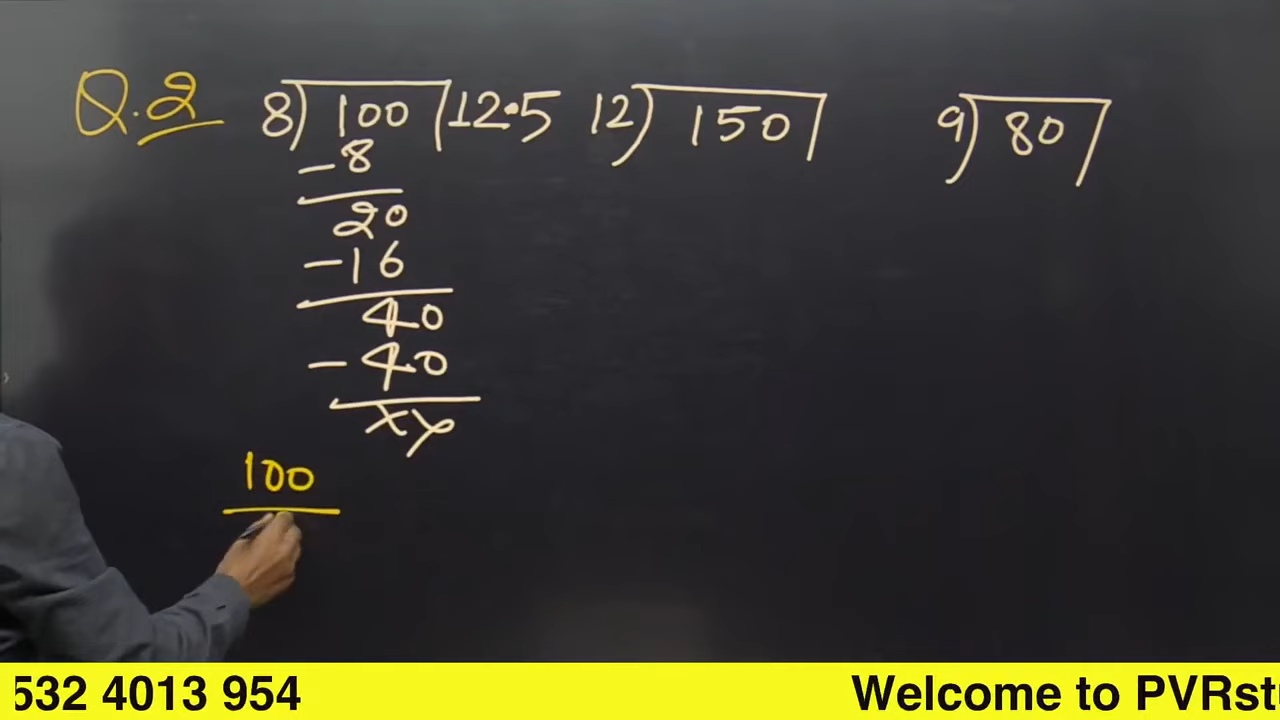 Q.2 8) 100 (12.5 12) 150 9) 80
- 8
20
- 16
40
- 40
xy
100
532 4013 954 Welcome to PVRst